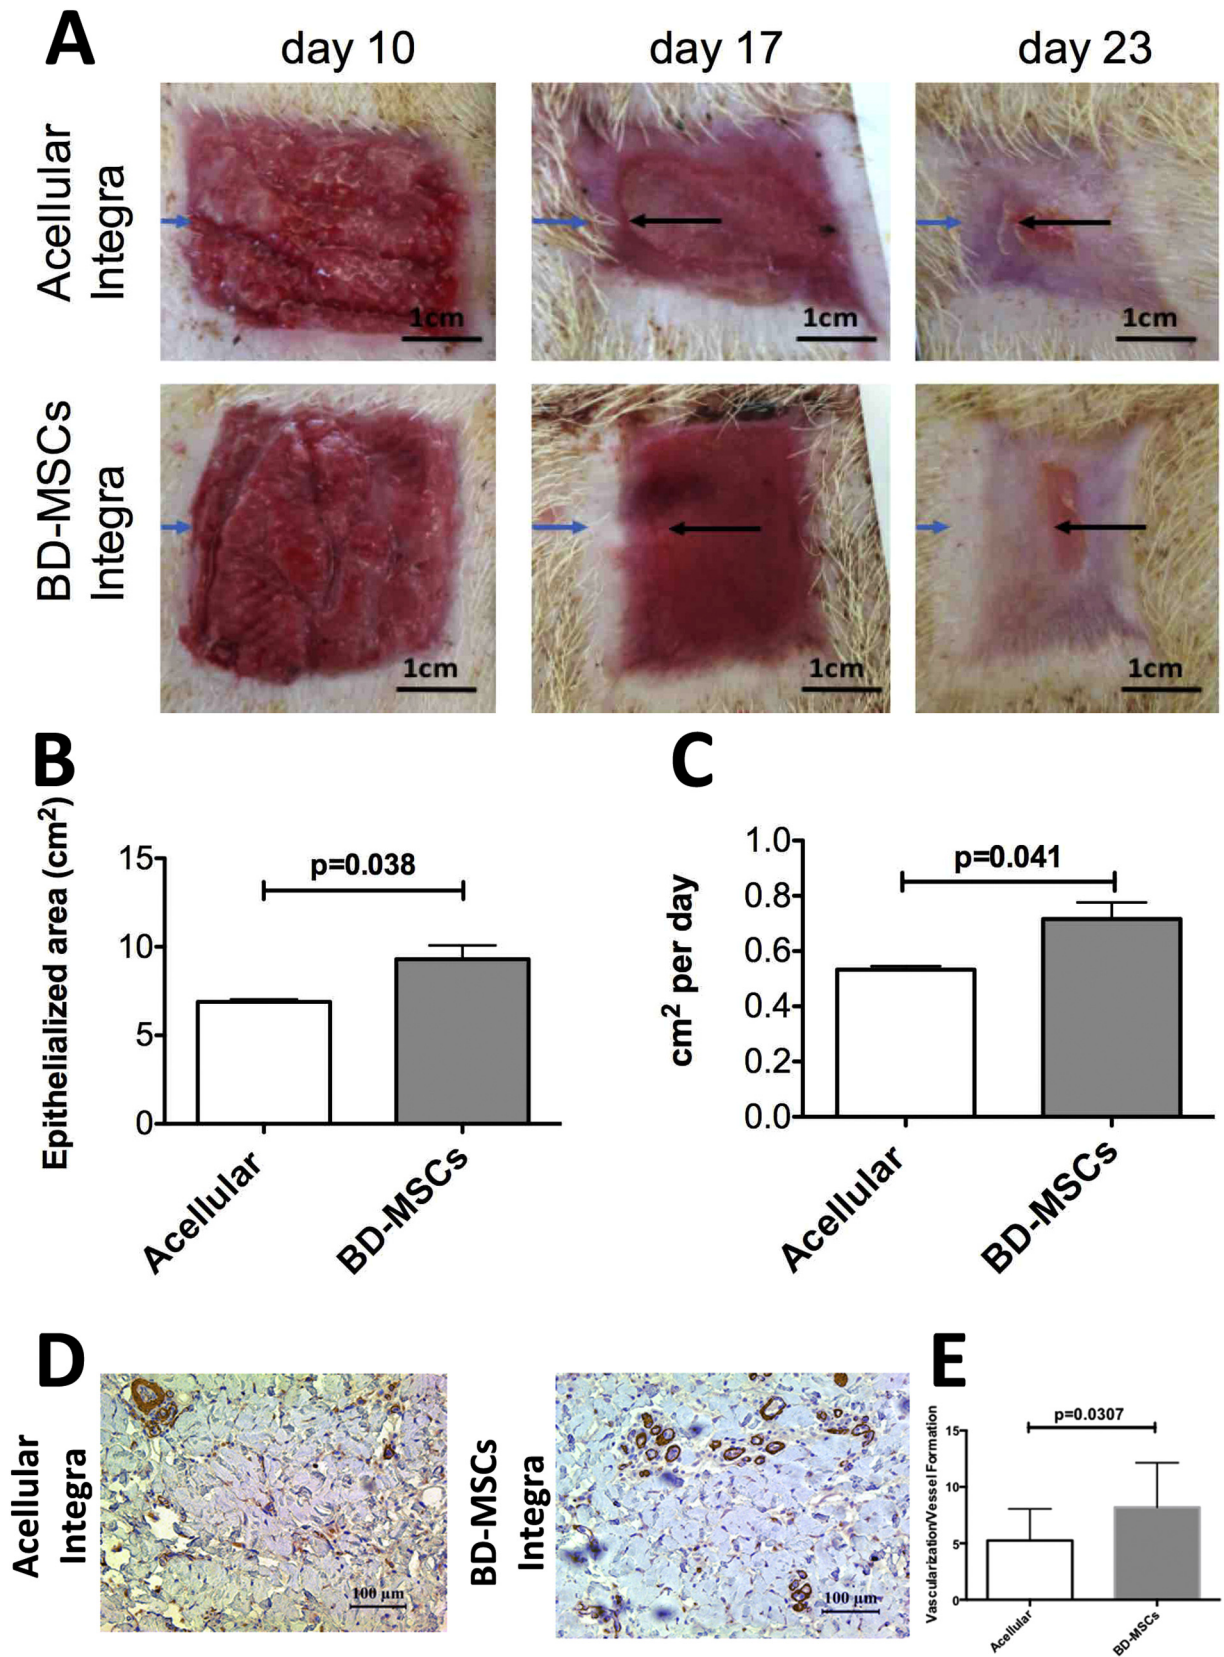 A
day 10
day 17
day 23
Acellular
Integra
1cm
1cm
1cm
BD-MSCs
Integra
1cm
1cm
1cm
B
Epithelialized area (cm²)
15
10
5
0
p=0.038
Acellular
BD-MSCs
C
cm² per day
1.0
0.8
0.6
0.4
0.2
0.0
p=0.041
Acellular
BD-MSCs
D
Acellular
Integra
100 µm
BD-MSCs
Integra
100 µm
E
Vascularization/Vessel Formation
15
10
5
0
p=0.0307
Acellular
BD-MSCs